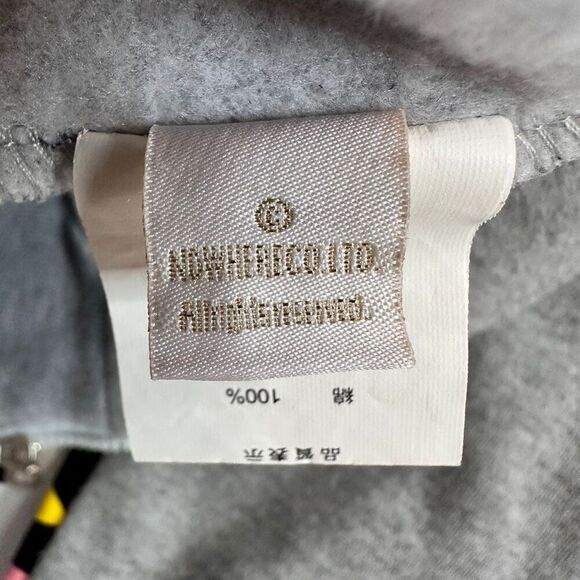 ©
NOWHERE CO. LTD.
All rights reserved.
品質表示
綿 100%